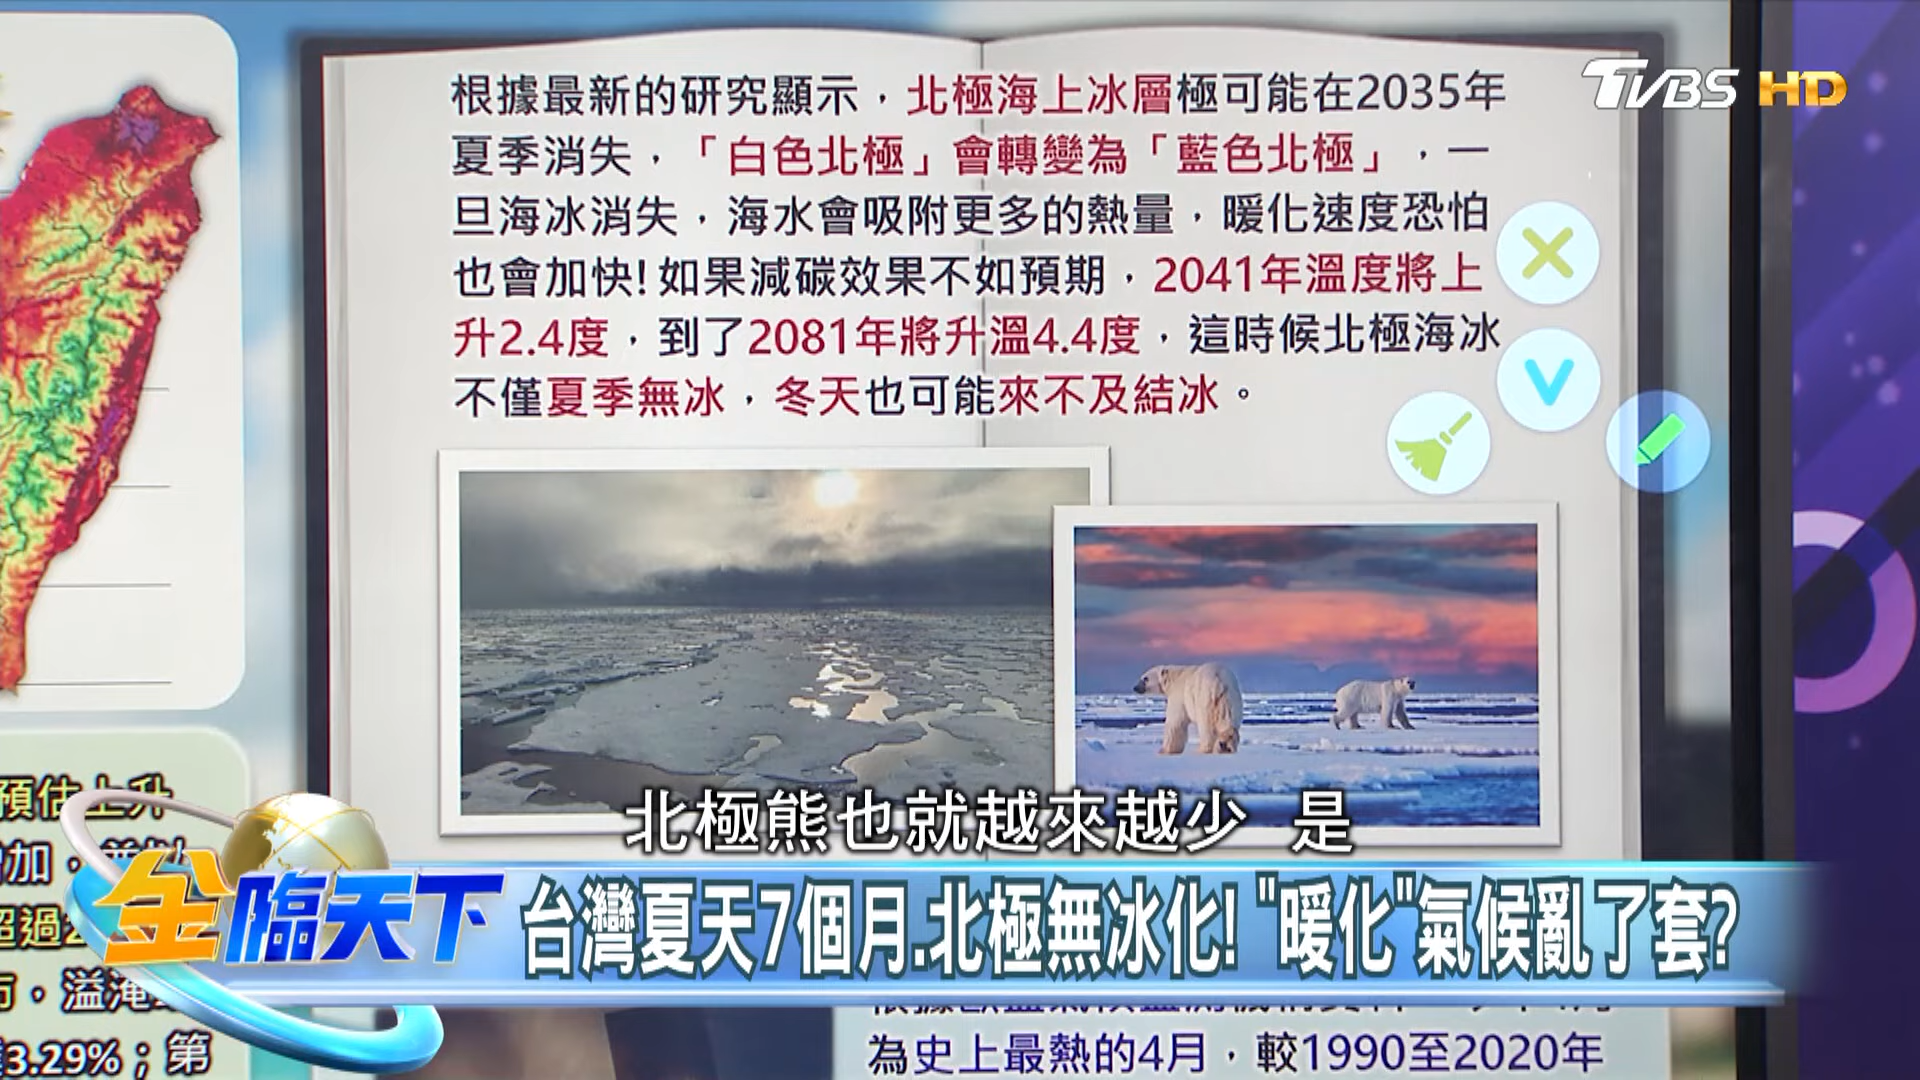 TVBS HD
根據最新的研究顯示，北極海上冰層極可能在2035年
夏季消失，「白色北極」會轉變為「藍色北極」，一
旦海冰消失，海水會吸附更多的熱量，暖化速度恐怕
也會加快!如果減碳效果不如預期，2041年溫度將上
升2.4度，到了2081年將升溫4.4度，這時候北極海冰
不僅夏季無冰，冬天也可能來不及結冰。
預估上升
加，
超過2
，溢淹
3.29%；第
北極熊也就越來越少 是
金臨天下
台灣夏天7個月.北極無冰化!"暖化"氣候亂了套?
為史上最熱的4月，較1990至2020年